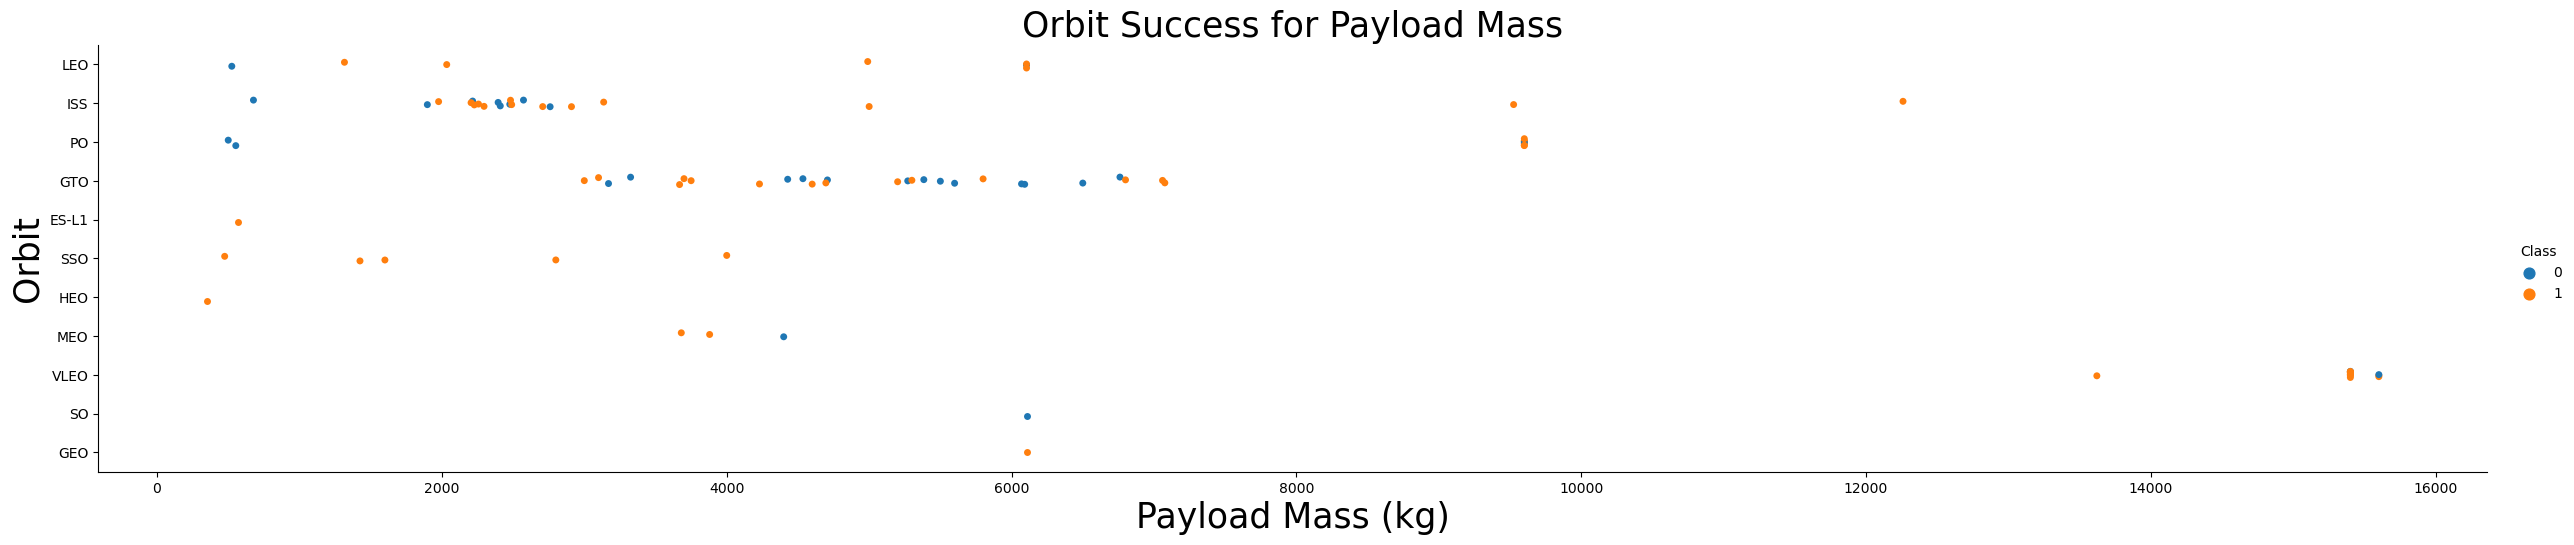 Orbit Success for Payload Mass
LEO
ISS
PO
GTO
ES-L1
SSO
HEO
MEO
VLEO
SO
GEO
Orbit
0 2000 4000 6000 8000 10000 12000 14000 16000
Payload Mass (kg)
Class
0
1